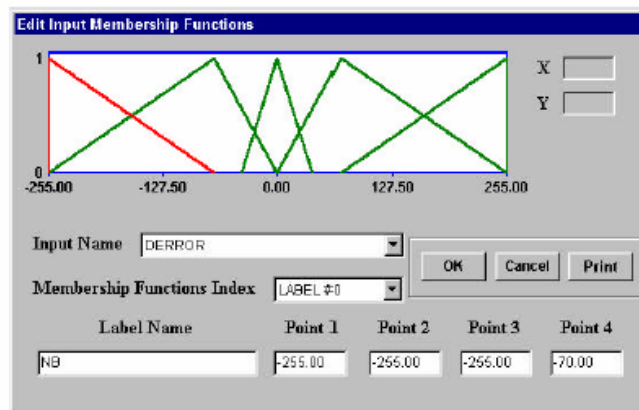 Edit Input Membership Functions
1
X
Y
0
-255.00 -127.50 0.00 127.50 255.00
Input Name DERROR
OK Cancel Print
Membership Functions Index LABEL #0
Label Name Point 1 Point 2 Point 3 Point 4
NB -255.00 -255.00 -255.00 -70.00